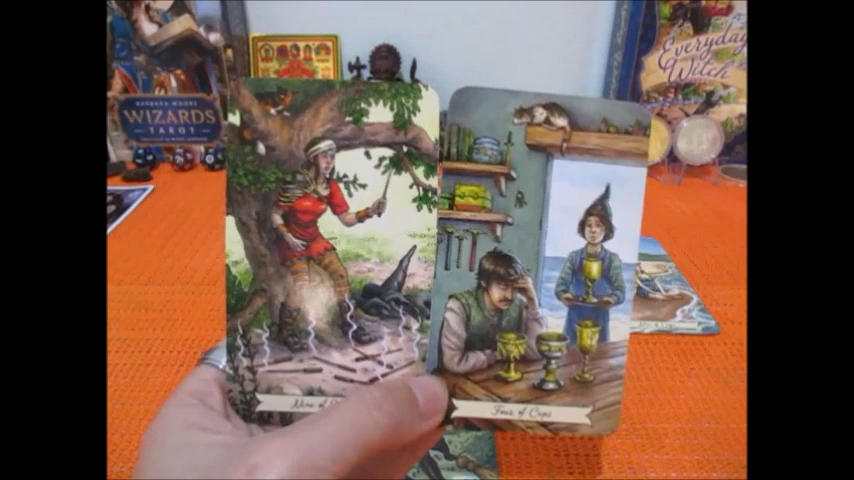 BARBARA MOORE
WIZARDS
TAROT
Everyday
Witch
Nine of
Four of Cups